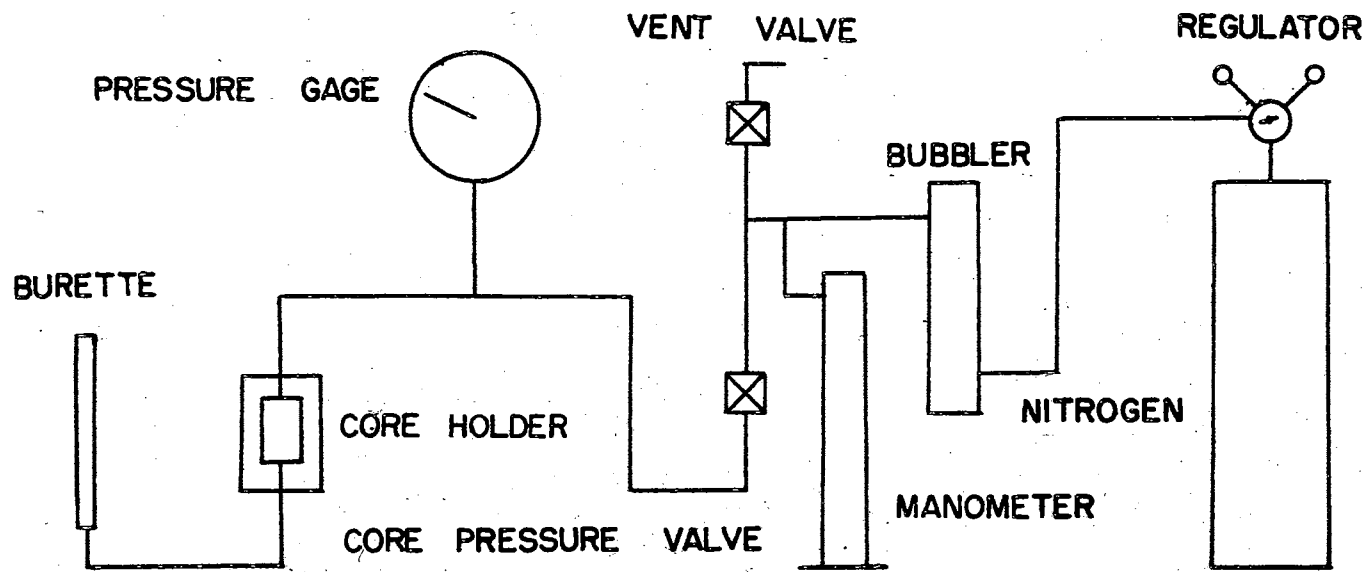 VENT VALVE
REGULATOR
PRESSURE GAGE
BUBBLER
BURETTE
CORE HOLDER
NITROGEN
MANOMETER
CORE PRESSURE VALVE